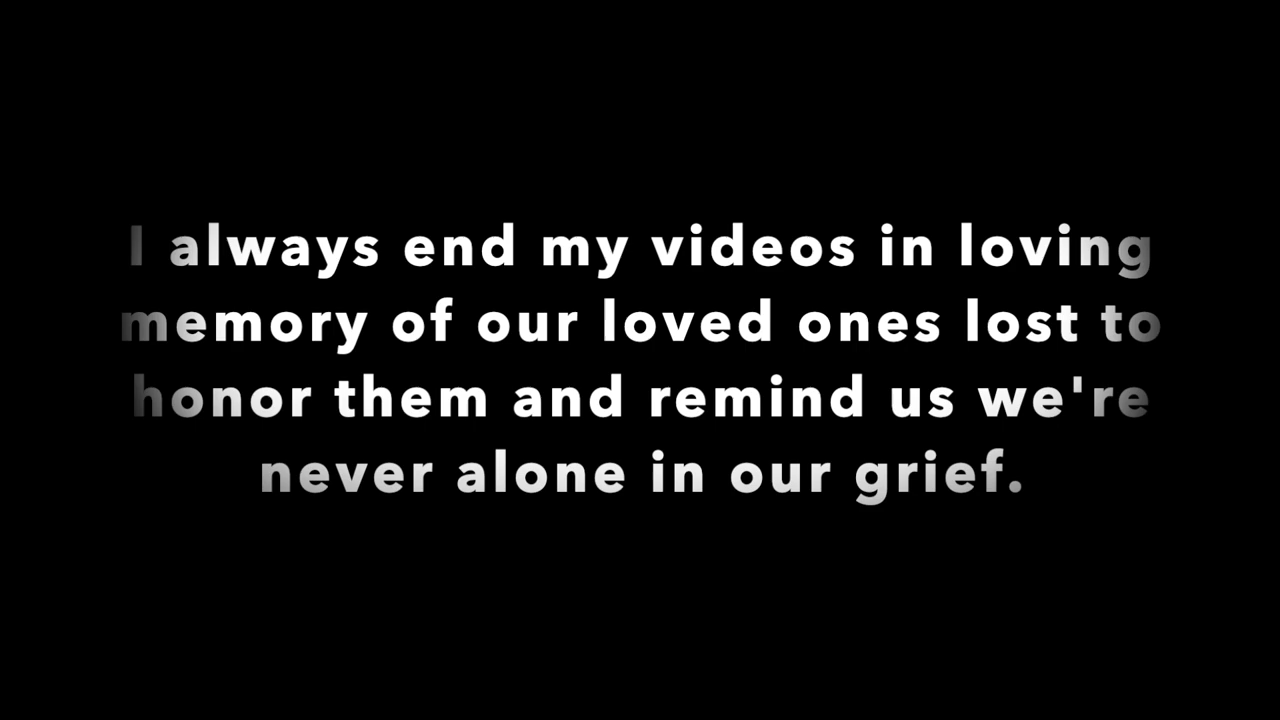 I always end my videos in loving
memory of our loved ones lost to
honor them and remind us we're
never alone in our grief.